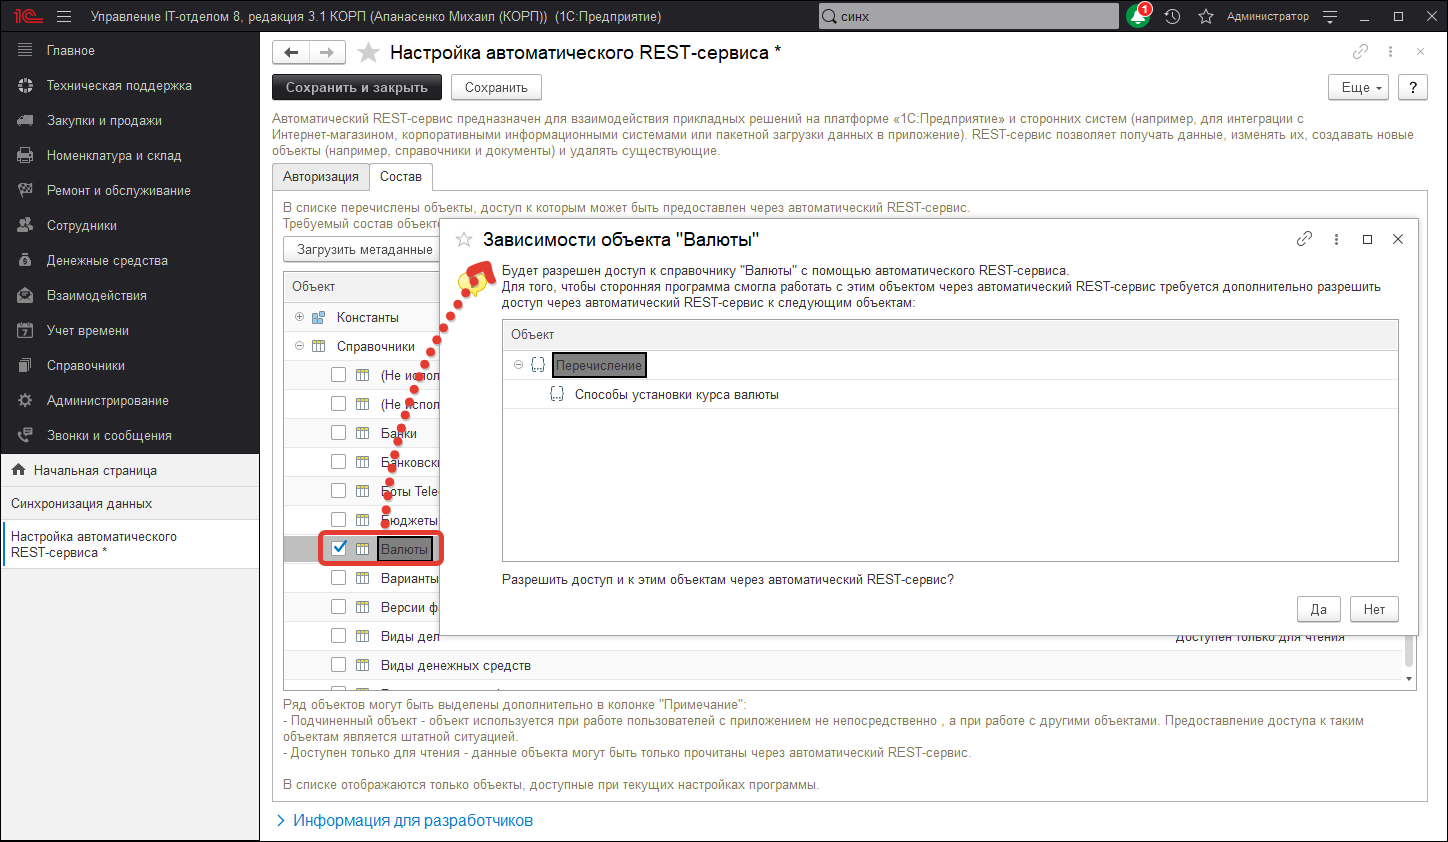 Управление IT-отделом 8, редакция 3.1 КОРП (Апанасенко Михаил (КОРП)) (1С:Предприятие)
синх
1
Администратор
Главное
Техническая поддержка
Закупки и продажи
Номенклатура и склад
Ремонт и обслуживание
Сотрудники
Денежные средства
Взаимодействия
Учет времени
7
Справочники
Администрирование
Звонки и сообщения
Начальная страница
Синхронизация данных
Настройка автоматического
REST-сервиса *
Настройка автоматического REST-сервиса *
Сохранить и закрыть
Сохранить
Еще
?
Автоматический REST-сервис предназначен для взаимодействия прикладных решений на платформе «1С:Предприятие» и сторонних систем (например, для интеграции с
Интернет-магазином, корпоративными информационными системами или пакетной загрузки данных в приложение). REST-сервис позволяет получать данные, изменять их, создавать новые
объекты (например, справочники и документы) и удалять существующие.
Авторизация
Состав
В списке перечислены объекты, доступ к которым может быть предоставлен через автоматический REST-сервис.
Требуемый состав объекто
Загрузить метаданные
Объект
Константы
Справочники
(Не испол
(Не испол
Банки
Банковски
Боты Tele
Бюджеты
Валюты
Варианты
Версии фа
Виды дел
Доступен только для чтения
Виды денежных средств
Зависимости объекта "Валюты"
Будет разрешен доступ к справочнику "Валюты" с помощью автоматического REST-сервиса.
Для того, чтобы сторонняя программа смогла работать с этим объектом через автоматический REST-сервис требуется дополнительно разрешить
доступ через автоматический REST-сервис к следующим объектам:
Объект
Перечисление
Способы установки курса валюты
Разрешить доступ и к этим объектам через автоматический REST-сервис?
Да
Нет
Ряд объектов могут быть выделены дополнительно в колонке "Примечание":
- Подчиненный объект - объект используется при работе пользователей с приложением не непосредственно , а при работе с другими объектами. Предоставление доступа к таким
объектам является штатной ситуацией.
- Доступен только для чтения - данные объекта могут быть только прочитаны через автоматический REST-сервис.
В списке отображаются только объекты, доступные при текущих настройках программы.
Информация для разработчиков